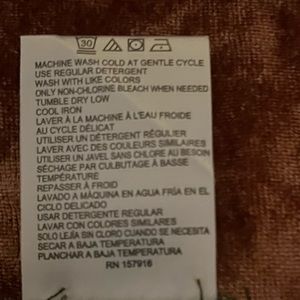 30
MACHINE WASH COLD AT GENTLE CYCLE
USE REGULAR DETERGENT
WASH WITH LIKE COLORS
ONLY NON-CHLORINE BLEACH WHEN NEEDED
TUMBLE DRY LOW
COOL IRON
LAVER À LA MACHINE À L'EAU FROIDE
AU CYCLE DÉLICAT
UTILISER UN DÉTERGENT RÉGULIER
LAVER AVEC DES COULEURS SIMILAIRES
UTILISER UN JAVEL SANS CHLORE AU BESOIN
SÉCHAGE PAR CULBUTAGE À BASSE
TEMPÉRATURE
REPASSER À FROID
LAVADO A MÁQUINA EN AGUA FRÍA EN EL
CICLO DELICADO
USAR DETERGENTE REGULAR
LAVAR CON COLORES SIMILARES
SOLO LEJÍA SIN CLORO CUANDO SE NECESITA
SECAR A BAJA TEMPERATURA
PLANCHAR A BAJA TEMPERATURA
RN 157916